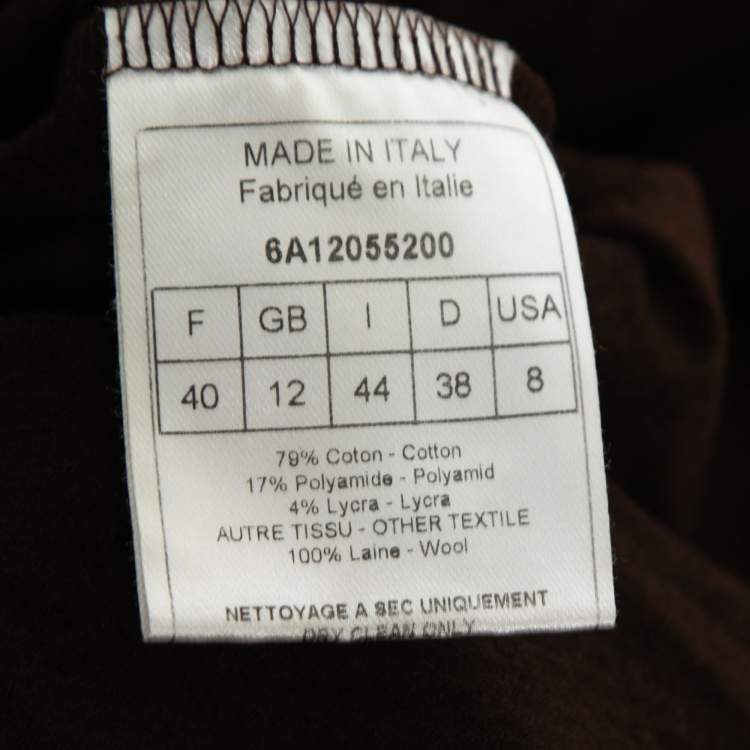 MADE IN ITALY
Fabriqué en Italie
6A12055200
F GB I D USA
40 12 44 38 8
79% Coton - Cotton
17% Polyamide - Polyamid
4% Lycra - Lycra
AUTRE TISSU - OTHER TEXTILE
100% Laine - Wool
NETTOYAGE A SEC UNIQUEMENT
DRY CLEAN ONLY